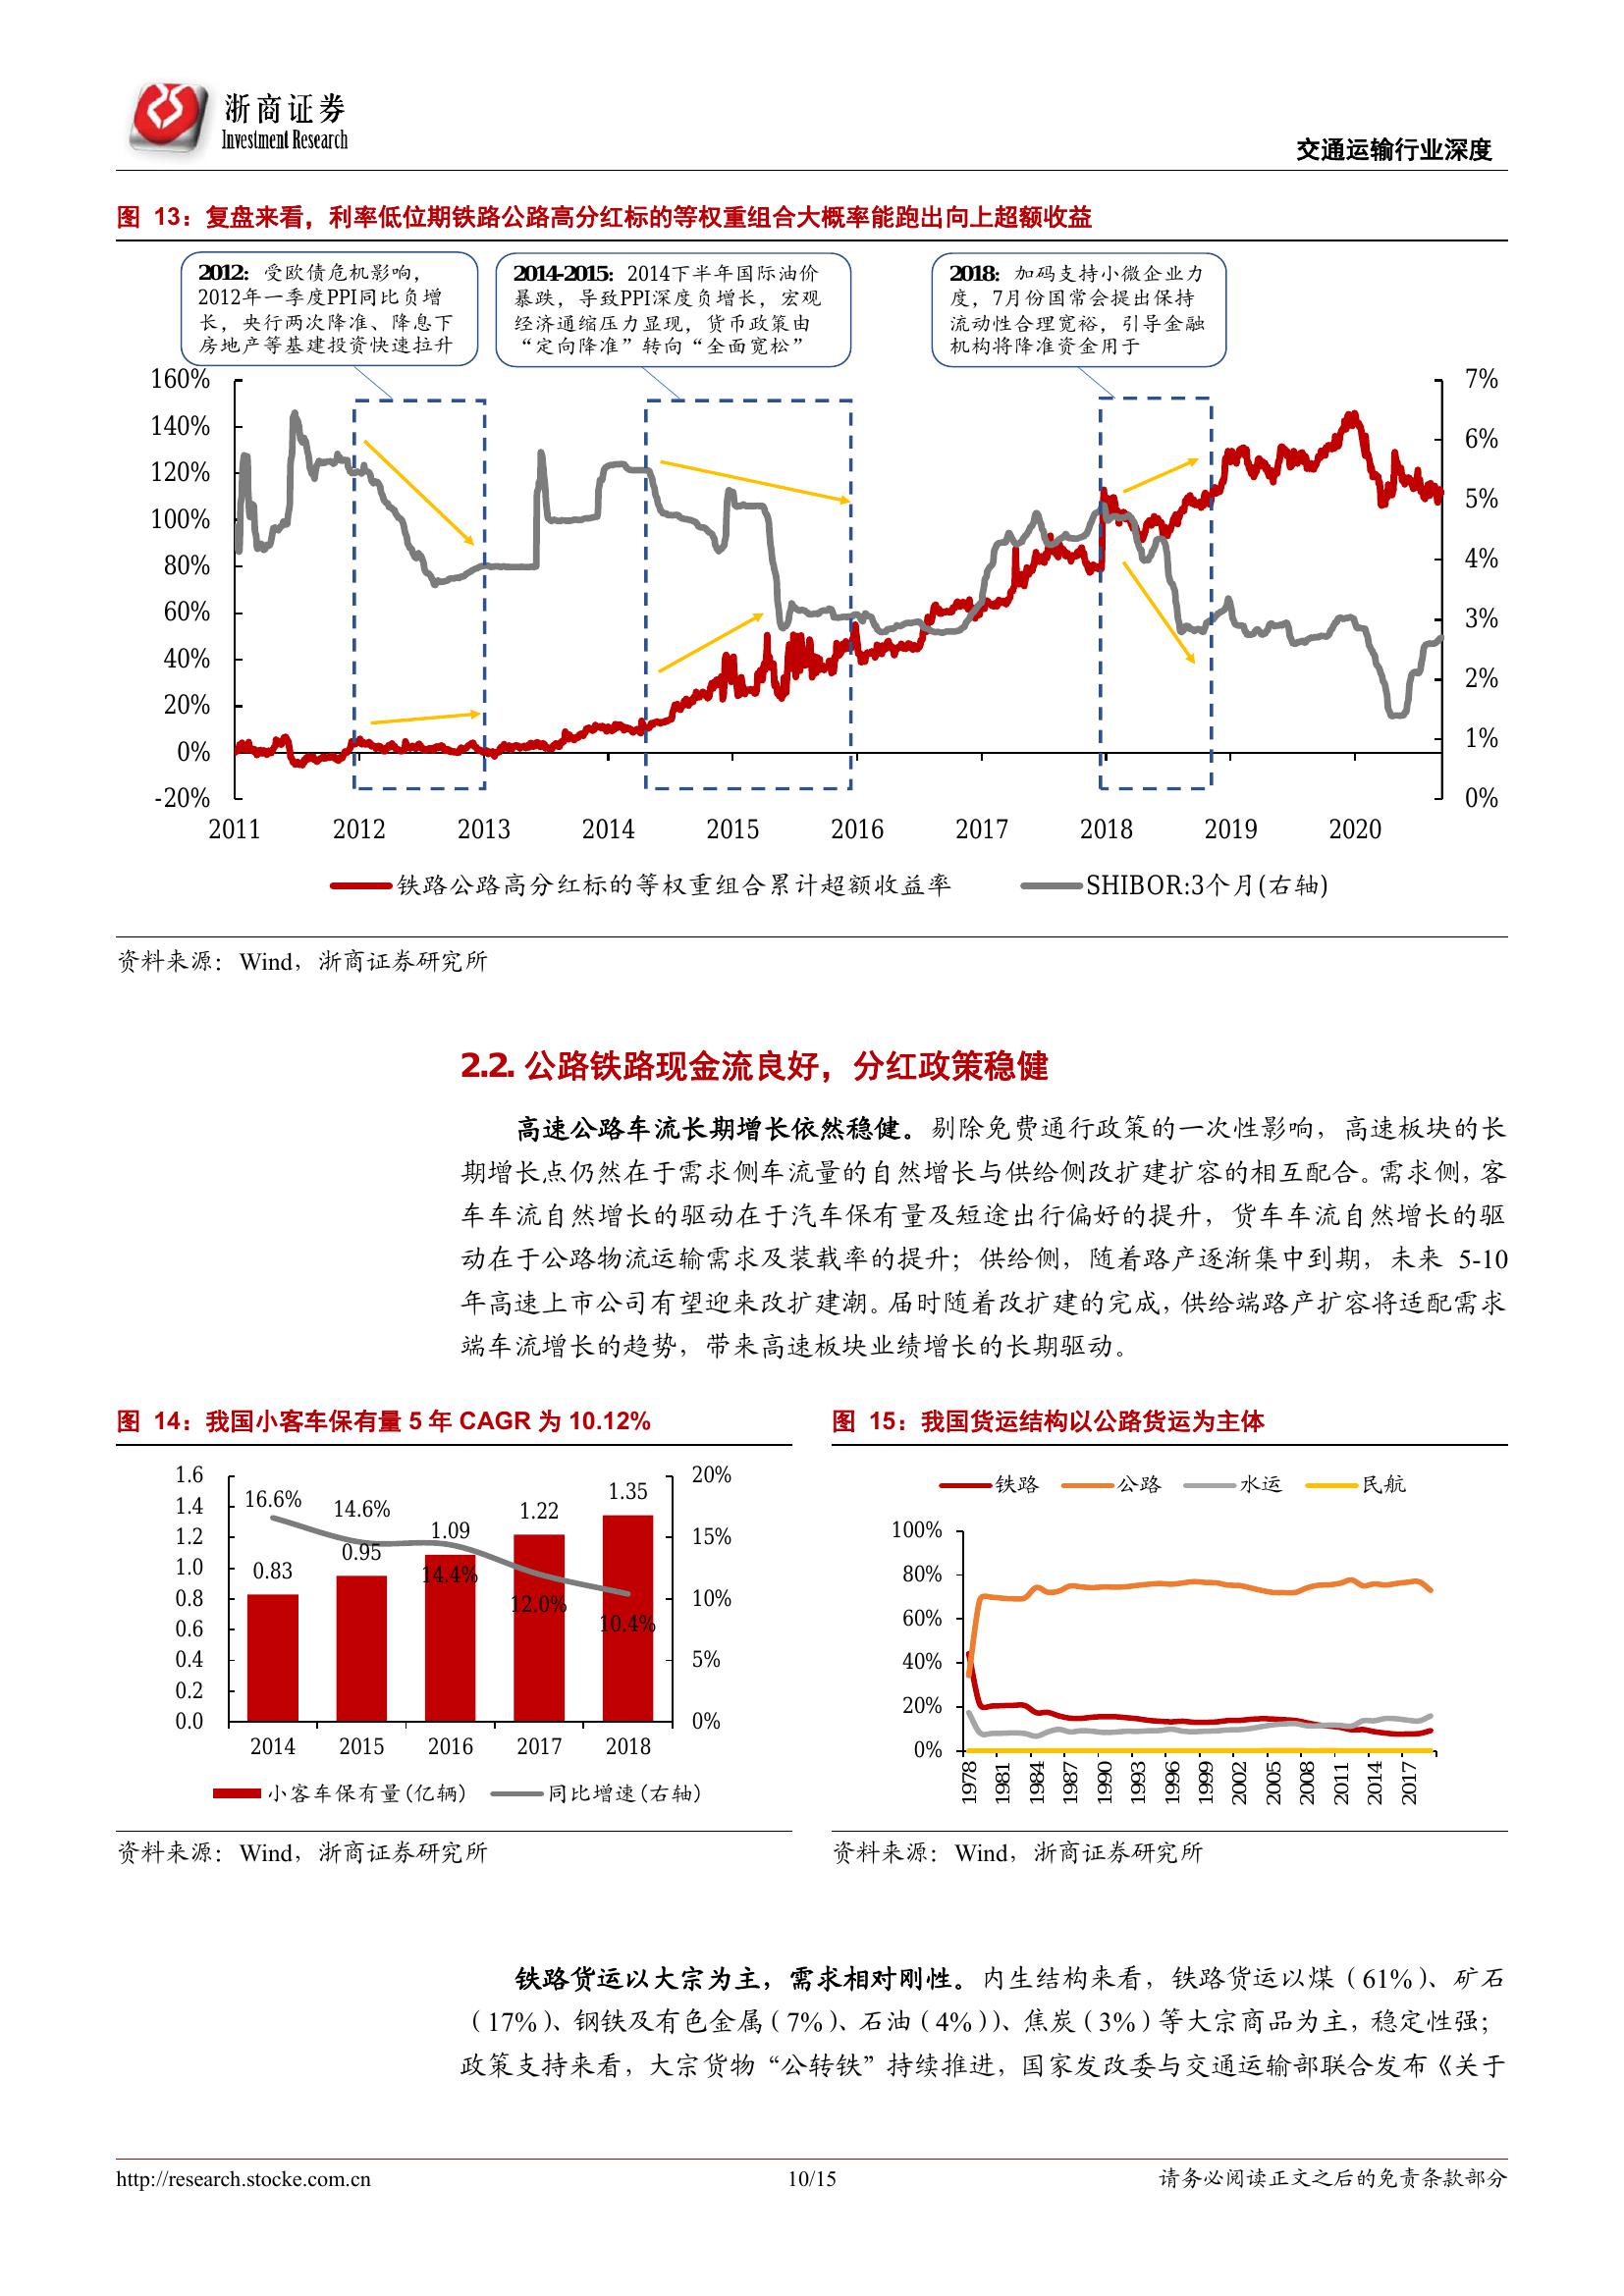 浙商证券
Investment Research
交通运输行业深度
图 13：复盘来看，利率低位期铁路公路高分红标的等权重组合大概率能跑出向上超额收益
2012：受欧债危机影响，
2012年一季度PPI同比负增
长，央行两次降准、降息下
房地产等基建投资快速拉升
2014-2015：2014下半年国际油价
暴跌，导致PPI深度负增长，宏观
经济通缩压力显现，货币政策由
“定向降准”转向“全面宽松”
2018：加码支持小微企业力
度，7月份国常会提出保持
流动性合理宽裕，引导金融
机构将降准资金用于
160%
140%
120%
100%
80%
60%
40%
20%
0%
-20%
7%
6%
5%
4%
3%
2%
1%
0%
2011 2012 2013 2014 2015 2016 2017 2018 2019 2020
铁路公路高分红标的等权重组合累计超额收益率 SHIBOR:3个月(右轴)
资料来源：Wind，浙商证券研究所
2.2. 公路铁路现金流良好，分红政策稳健
高速公路车流长期增长依然稳健。剔除免费通行政策的一次性影响，高速板块的长
期增长点仍然在于需求侧车流量的自然增长与供给侧改扩建扩容的相互配合。需求侧，客
车车流自然增长的驱动在于汽车保有量及短途出行偏好的提升，货车车流自然增长的驱
动在于公路物流运输需求及装载率的提升；供给侧，随着路产逐渐集中到期，未来 5-10
年高速上市公司有望迎来改扩建潮。届时随着改扩建的完成，供给端路产扩容将适配需求
端车流增长的趋势，带来高速板块业绩增长的长期驱动。
图 14：我国小客车保有量 5 年 CAGR 为 10.12%
1.6
1.4
1.2
1.0
0.8
0.6
0.4
0.2
0.0
20%
15%
10%
5%
0%
16.6% 14.6% 14.4% 12.0% 10.4%
0.83 0.95 1.09 1.22 1.35
2014 2015 2016 2017 2018
小客车保有量(亿辆) 同比增速(右轴)
资料来源：Wind，浙商证券研究所
图 15：我国货运结构以公路货运为主体
铁路 公路 水运 民航
100%
80%
60%
40%
20%
0%
1978 1981 1984 1987 1990 1993 1996 1999 2002 2005 2008 2011 2014 2017
资料来源：Wind，浙商证券研究所
铁路货运以大宗为主，需求相对刚性。内生结构来看，铁路货运以煤（61%）、矿石
（17%）、钢铁及有色金属（7%）、石油（4%））、焦炭（3%）等大宗商品为主，稳定性强；
政策支持来看，大宗货物“公转铁”持续推进，国家发改委与交通运输部联合发布《关于
http://research.stocke.com.cn 10/15 请务必阅读正文之后的免责条款部分